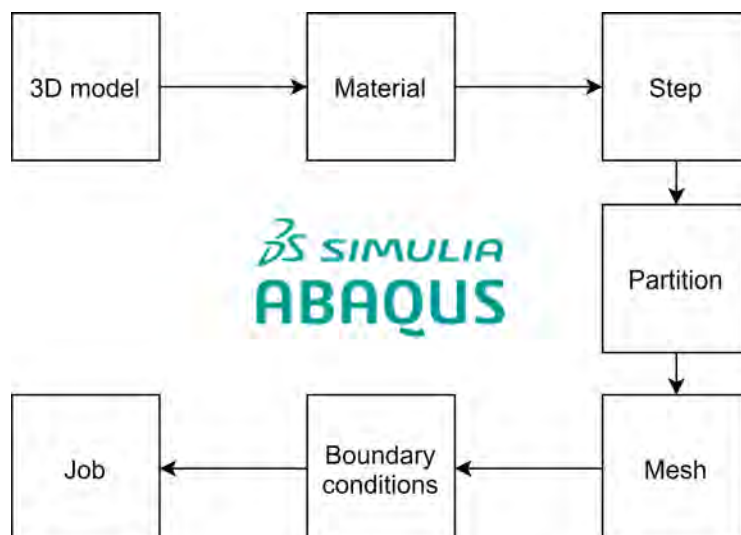 3D model
Material
Step
SIMULIA
ABAQUS
Partition
Job
Boundary
conditions
Mesh